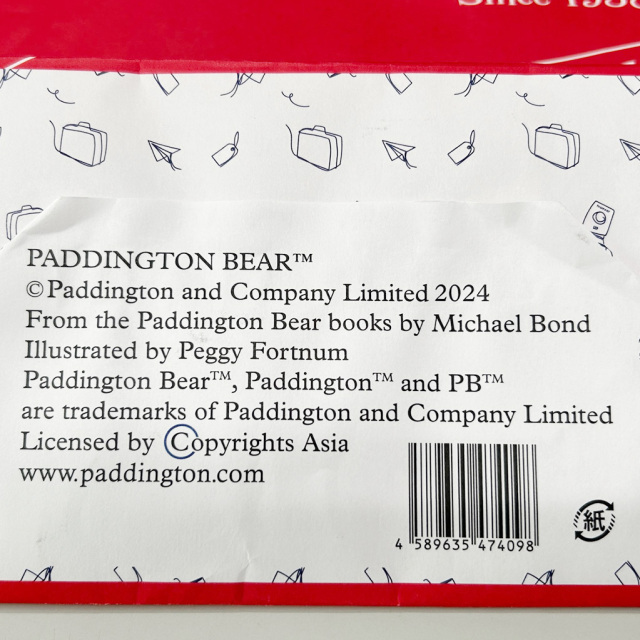 Since 1958
PADDINGTON BEAR™
©Paddington and Company Limited 2024
From the Paddington Bear books by Michael Bond
Illustrated by Peggy Fortnum
Paddington Bear™, Paddington™ and PB™
are trademarks of Paddington and Company Limited
Licensed by Copyrights Asia
www.paddington.com
4 589635 474098
紙